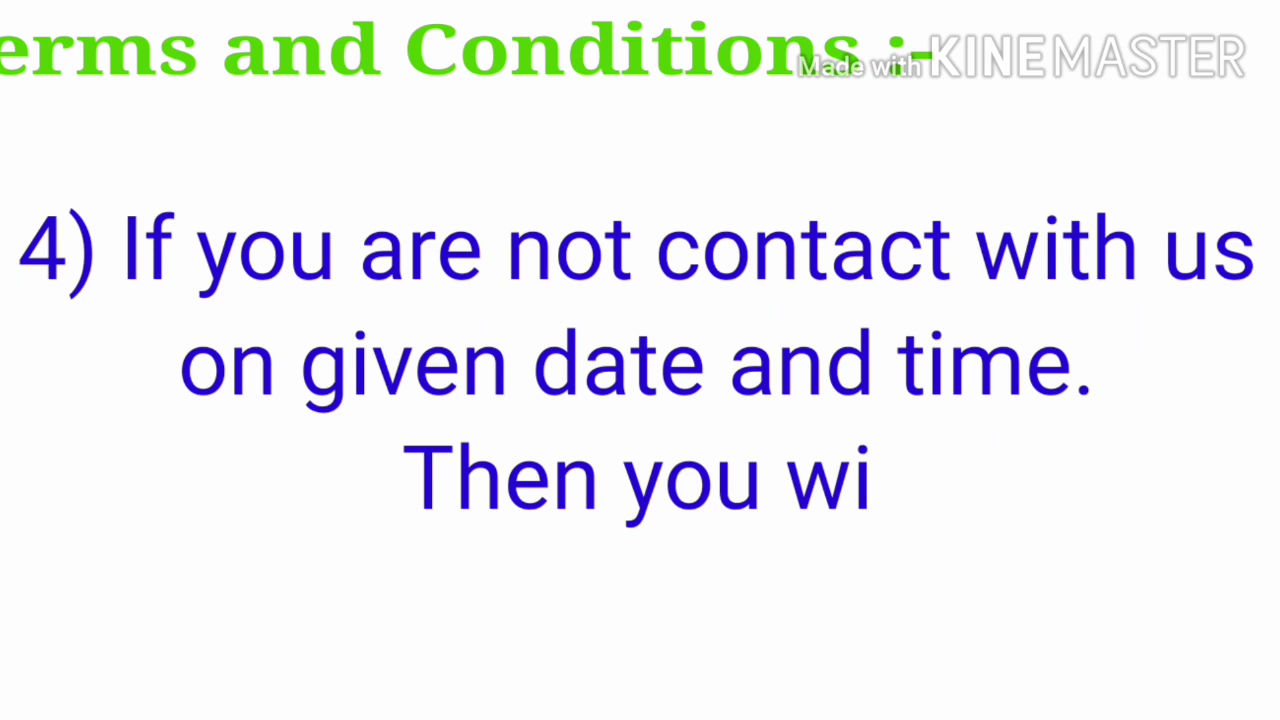 erms and Conditions :-
Made with KINEMASTER
4) If you are not contact with us
on given date and time.
Then you wi